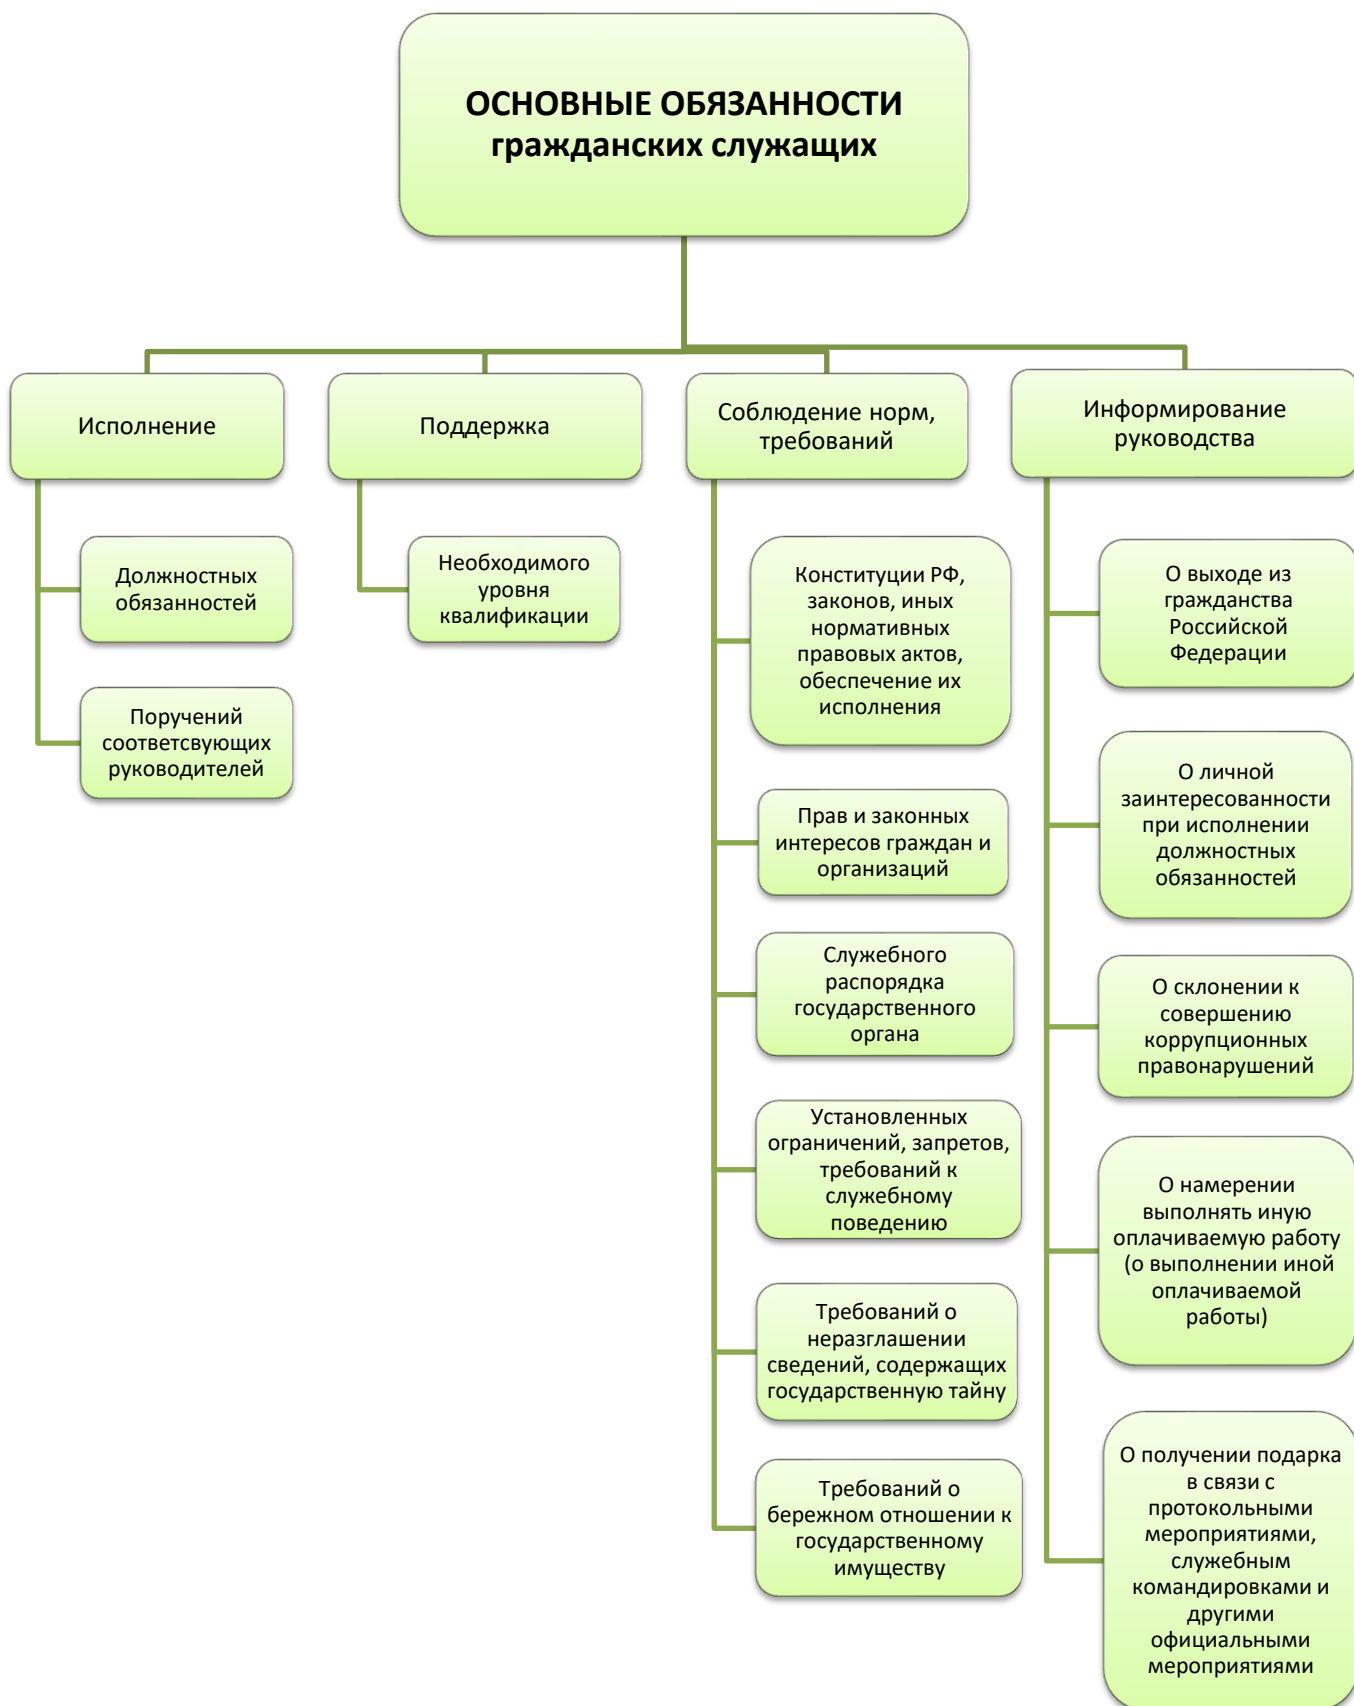 ОСНОВНЫЕ ОБЯЗАННОСТИ
гражданских служащих
Исполнение
Должностных
обязанностей
Поручений
соответсвующих
руководителей
Поддержка
Необходимого
уровня
квалификации
Соблюдение норм,
требований
Конституции РФ,
законов, иных
нормативных
правовых актов,
обеспечение их
исполнения
Прав и законных
интересов граждан и
организаций
Служебного
распорядка
государственного
органа
Установленных
ограничений, запретов,
требований к
служебному
поведению
Требований о
неразглашении
сведений, содержащих
государственную тайну
Требований о
бережном отношении к
государственному
имуществу
Информирование
руководства
О выходе из
гражданства
Российской
Федерации
О личной
заинтересованности
при исполнении
должностных
обязанностей
О склонении к
совершению
коррупционных
правонарушений
О намерении
выполнять иную
оплачиваемую работу
(о выполнении иной
оплачиваемой
работы)
О получении подарка
в связи с
протокольными
мероприятиями,
служебным
командировками и
другими
официальными
мероприятиями